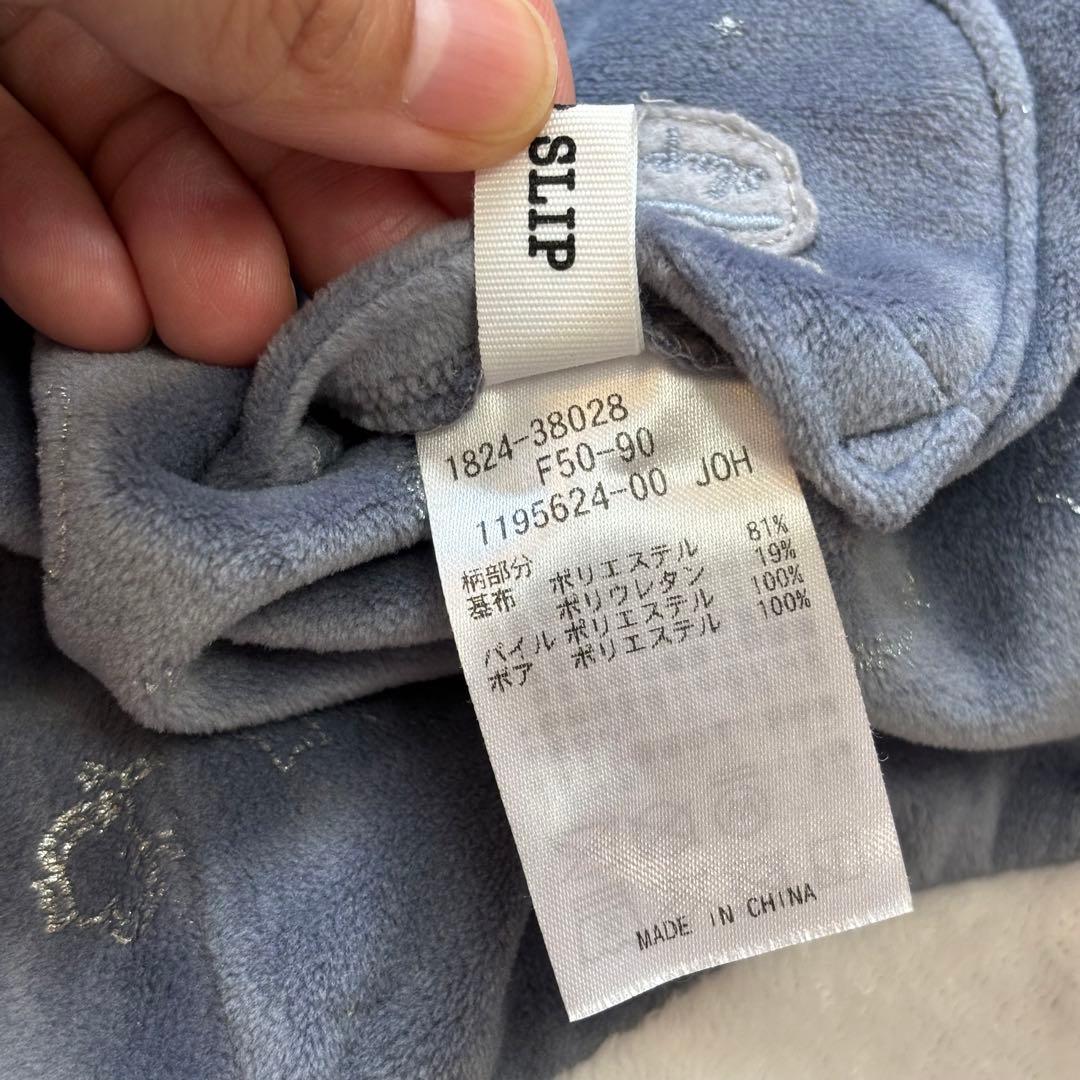 SLIP
1824-38028
F50-90
1195624-00 JOH
柄部分 ポリエステル 81%
基布 ポリウレタン 19%
パイル ポリエステル 100%
ボア ポリエステル 100%
MADE IN CHINA